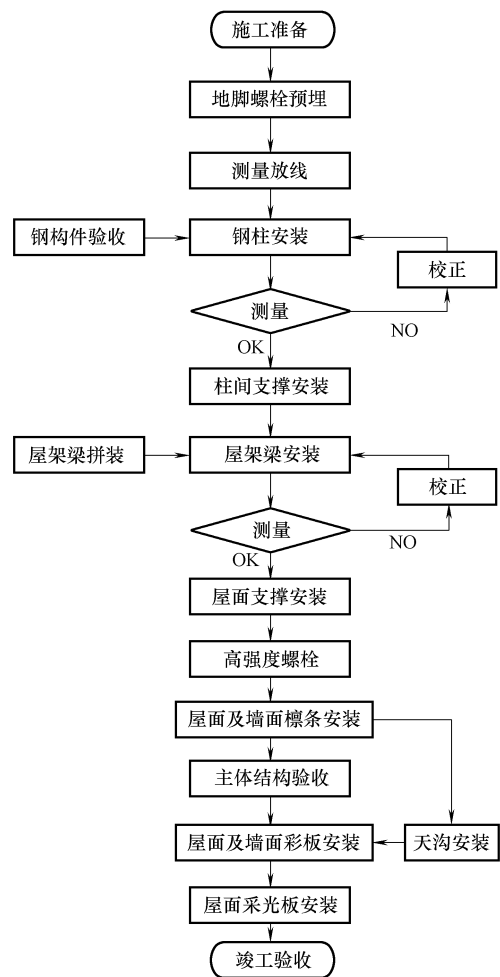 施工准备
地脚螺栓预埋
测量放线
钢构件验收
钢柱安装
校正
测量
NO
OK
柱间支撑安装
屋架梁拼装
屋架梁安装
校正
测量
NO
OK
屋面支撑安装
高强度螺栓
屋面及墙面檩条安装
主体结构验收
屋面及墙面彩板安装
天沟安装
屋面采光板安装
竣工验收